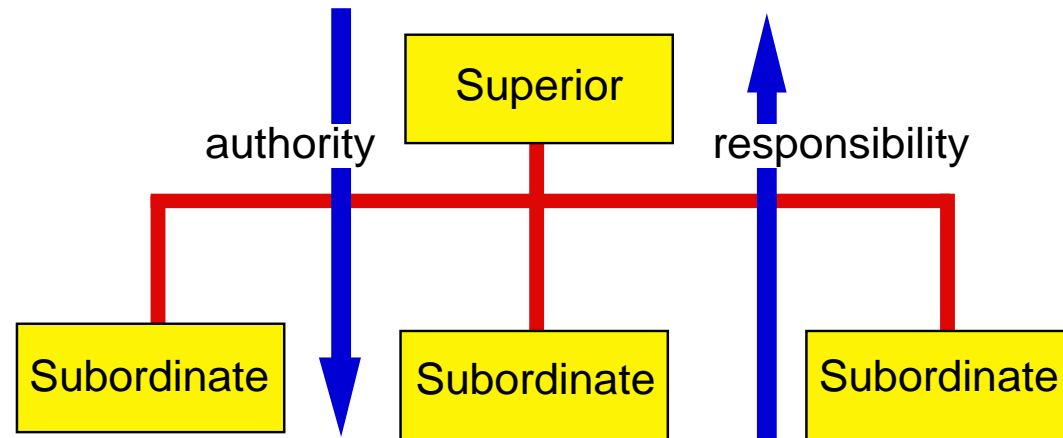 Superior
authority
responsibility
Subordinate
Subordinate
Subordinate